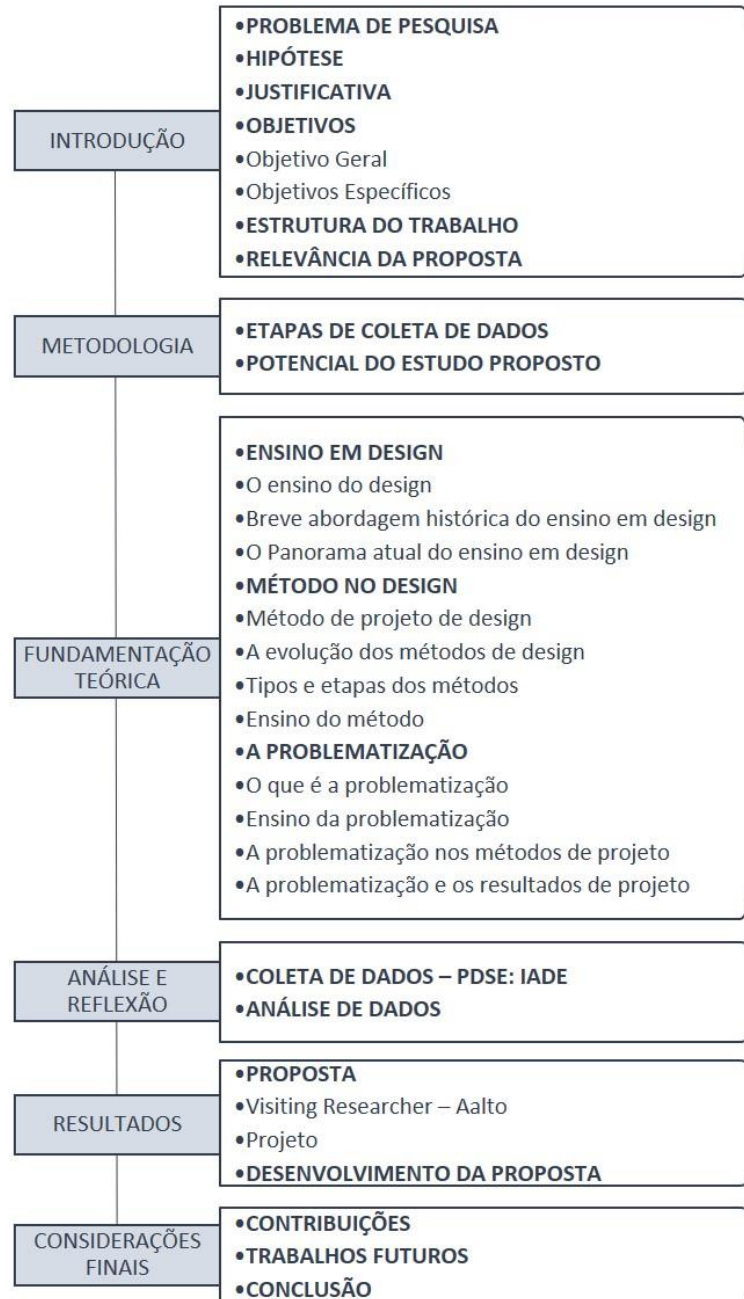 INTRODUÇÃO
•PROBLEMA DE PESQUISA
•HIPÓTESE
•JUSTIFICATIVA
•OBJETIVOS
•Objetivo Geral
•Objetivos Específicos
•ESTRUTURA DO TRABALHO
•RELEVÂNCIA DA PROPOSTA
METODOLOGIA
•ETAPAS DE COLETA DE DADOS
•POTENCIAL DO ESTUDO PROPOSTO
FUNDAMENTAÇÃO
TEÓRICA
•ENSINO EM DESIGN
•O ensino do design
•Breve abordagem histórica do ensino em design
•O Panorama atual do ensino em design
•MÉTODO NO DESIGN
•Método de projeto de design
•A evolução dos métodos de design
•Tipos e etapas dos métodos
•Ensino do método
•A PROBLEMATIZAÇÃO
•O que é a problematização
•Ensino da problematização
•A problematização nos métodos de projeto
•A problematização e os resultados de projeto
ANÁLISE E
REFLEXÃO
•COLETA DE DADOS – PDSE: IADE
•ANÁLISE DE DADOS
RESULTADOS
•PROPOSTA
•Visiting Researcher – Aalto
•Projeto
•DESENVOLVIMENTO DA PROPOSTA
CONSIDERAÇÕES
FINAIS
•CONTRIBUIÇÕES
•TRABALHOS FUTUROS
•CONCLUSÃO